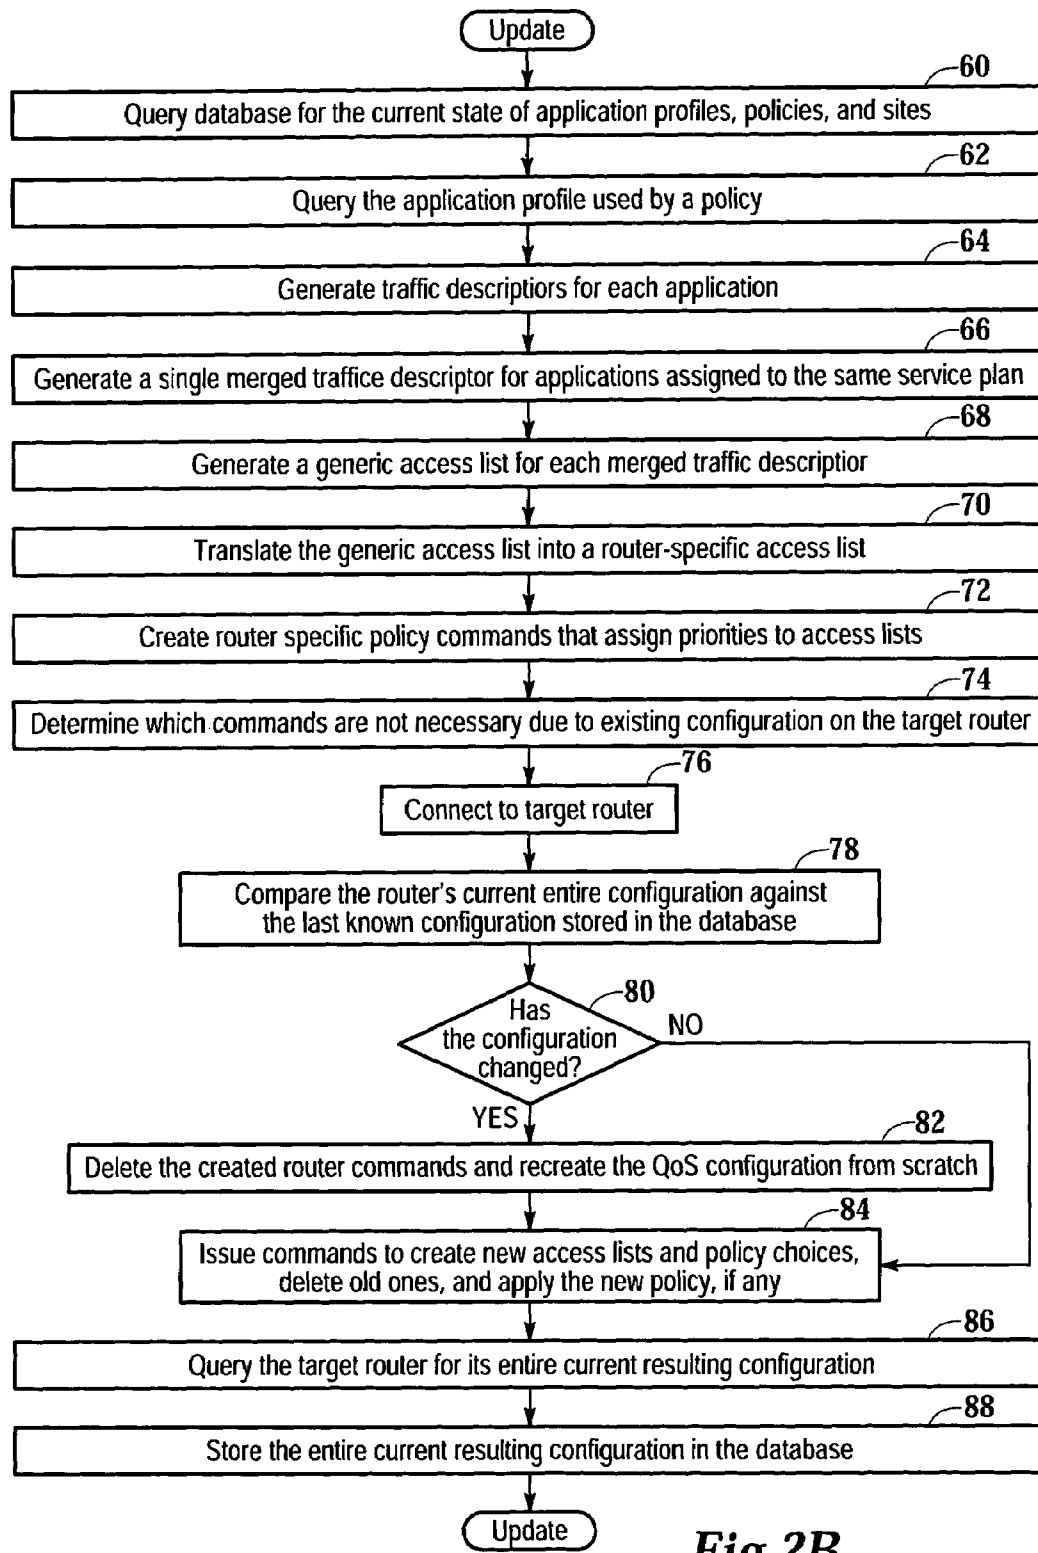 Update
60
Query database for the current state of application profiles, policies, and sites
62
Query the application profile used by a policy
64
Generate traffic descriptiors for each application
66
Generate a single merged traffice descriptor for applications assigned to the same service plan
68
Generate a generic access list for each merged traffic descriptior
70
Translate the generic access list into a router-specific access list
72
Create router specific policy commands that assign priorities to access lists
74
Determine which commands are not necessary due to existing configuration on the target router
76
Connect to target router
78
Compare the router's current entire configuration against
the last known configuration stored in the database
80
Has
the configuration
changed?
NO
YES
82
Delete the created router commands and recreate the QoS configuration from scratch
84
Issue commands to create new access lists and policy choices,
delete old ones, and apply the new policy, if any
86
Query the target router for its entire current resulting configuration
88
Store the entire current resulting configuration in the database
Update
Fig 2B